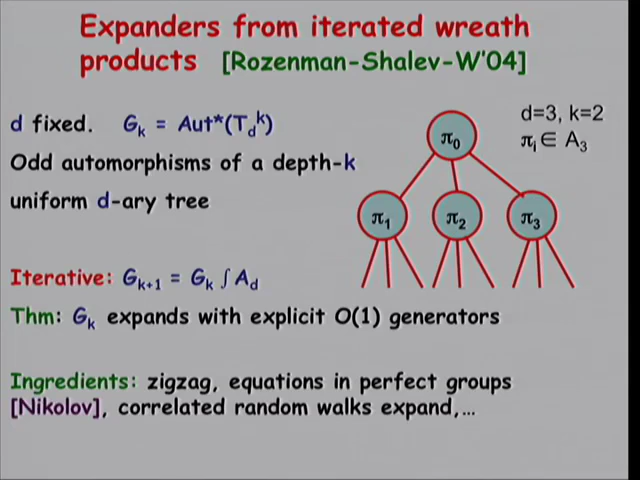 Expanders from iterated wreath
products [Rozenman-Shalev-W'04]
d fixed. Gk = Aut*(Td^k)
Odd automorphisms of a depth-k
uniform d-ary tree
d=3, k=2
πi ∈ A3
π0
π1 π2 π3
Iterative: Gk+1 = Gk ∫ Ad
Thm: Gk expands with explicit O(1) generators
Ingredients: zigzag, equations in perfect groups
[Nikolov], correlated random walks expand,…